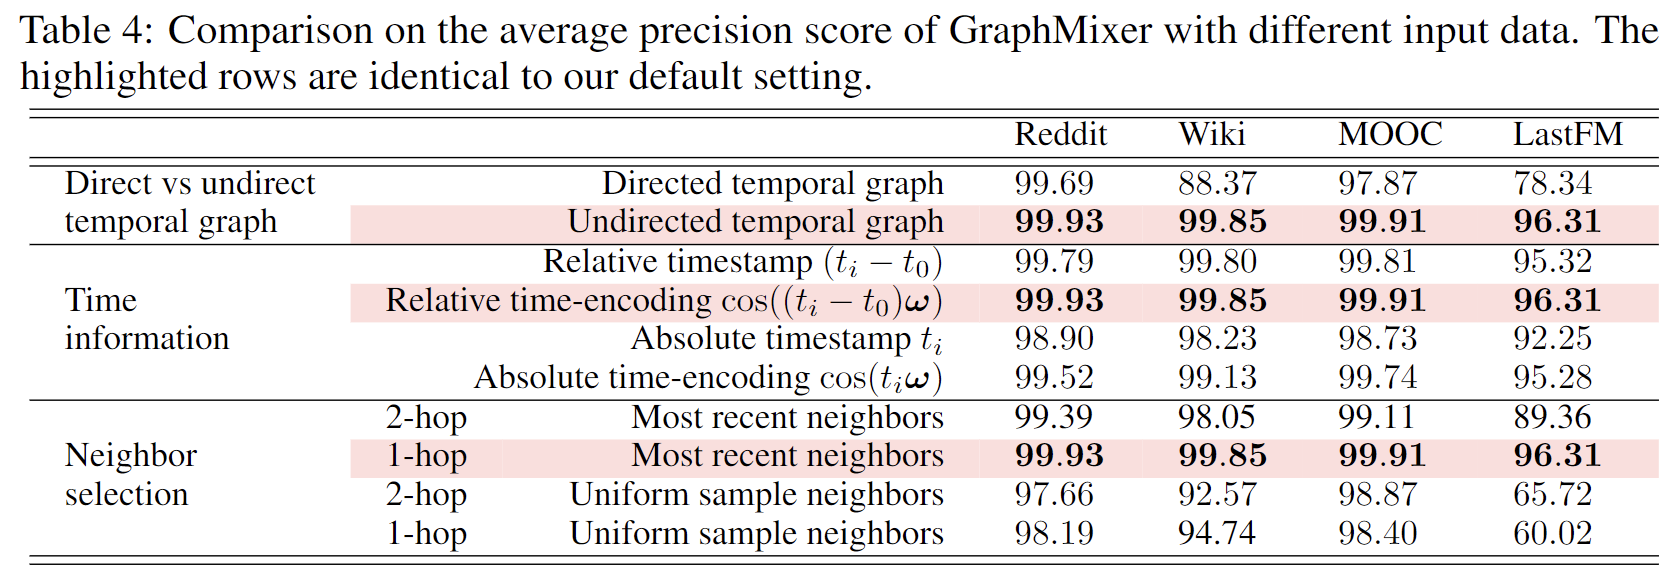 Table 4: Comparison on the average precision score of GraphMixer with different input data. The
highlighted rows are identical to our default setting.
Reddit Wiki MOOC LastFM
Direct vs undirect Directed temporal graph 99.69 88.37 97.87 78.34
temporal graph Undirected temporal graph 99.93 99.85 99.91 96.31
Relative timestamp (t_i − t_0) 99.79 99.80 99.81 95.32
Time Relative time-encoding cos((t_i − t_0)ω) 99.93 99.85 99.91 96.31
information Absolute timestamp t_i 98.90 98.23 98.73 92.25
Absolute time-encoding cos(t_iω) 99.52 99.13 99.74 95.28
2-hop Most recent neighbors 99.39 98.05 99.11 89.36
Neighbor 1-hop Most recent neighbors 99.93 99.85 99.91 96.31
selection 2-hop Uniform sample neighbors 97.66 92.57 98.87 65.72
1-hop Uniform sample neighbors 98.19 94.74 98.40 60.02